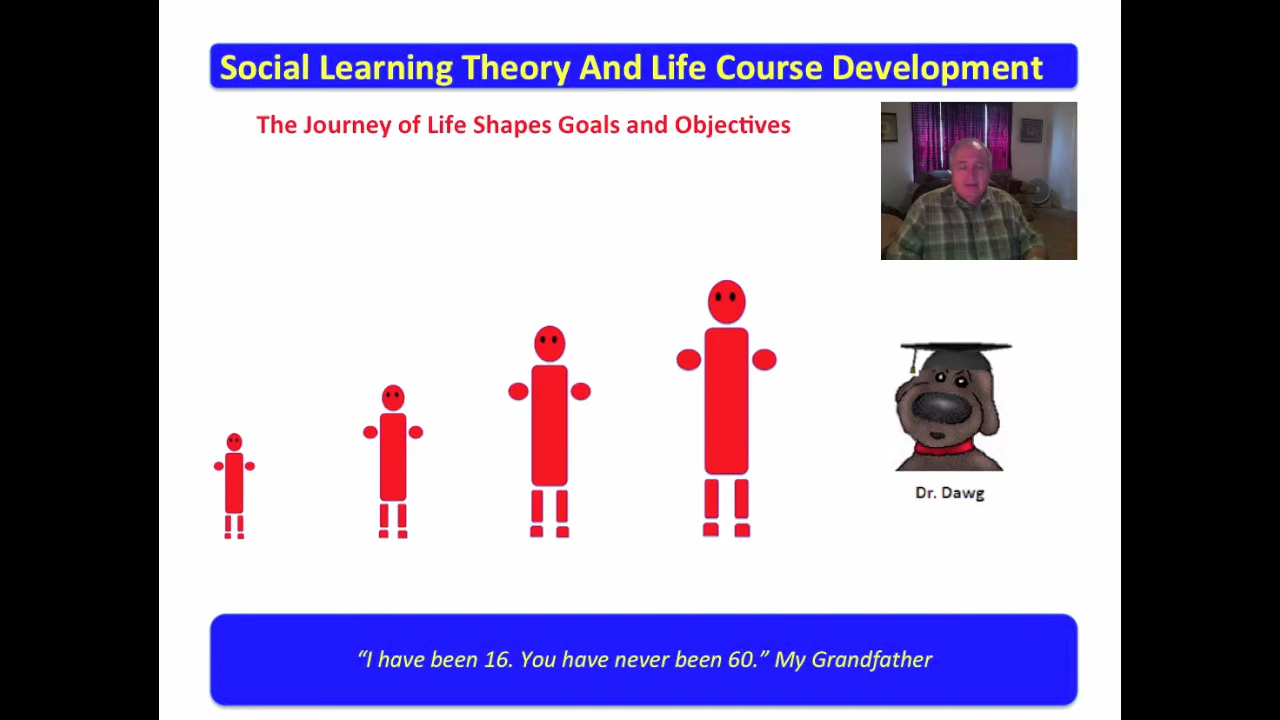 Social Learning Theory And Life Course Development
The Journey of Life Shapes Goals and Objectives
Dr. Dawg
“I have been 16. You have never been 60.” My Grandfather